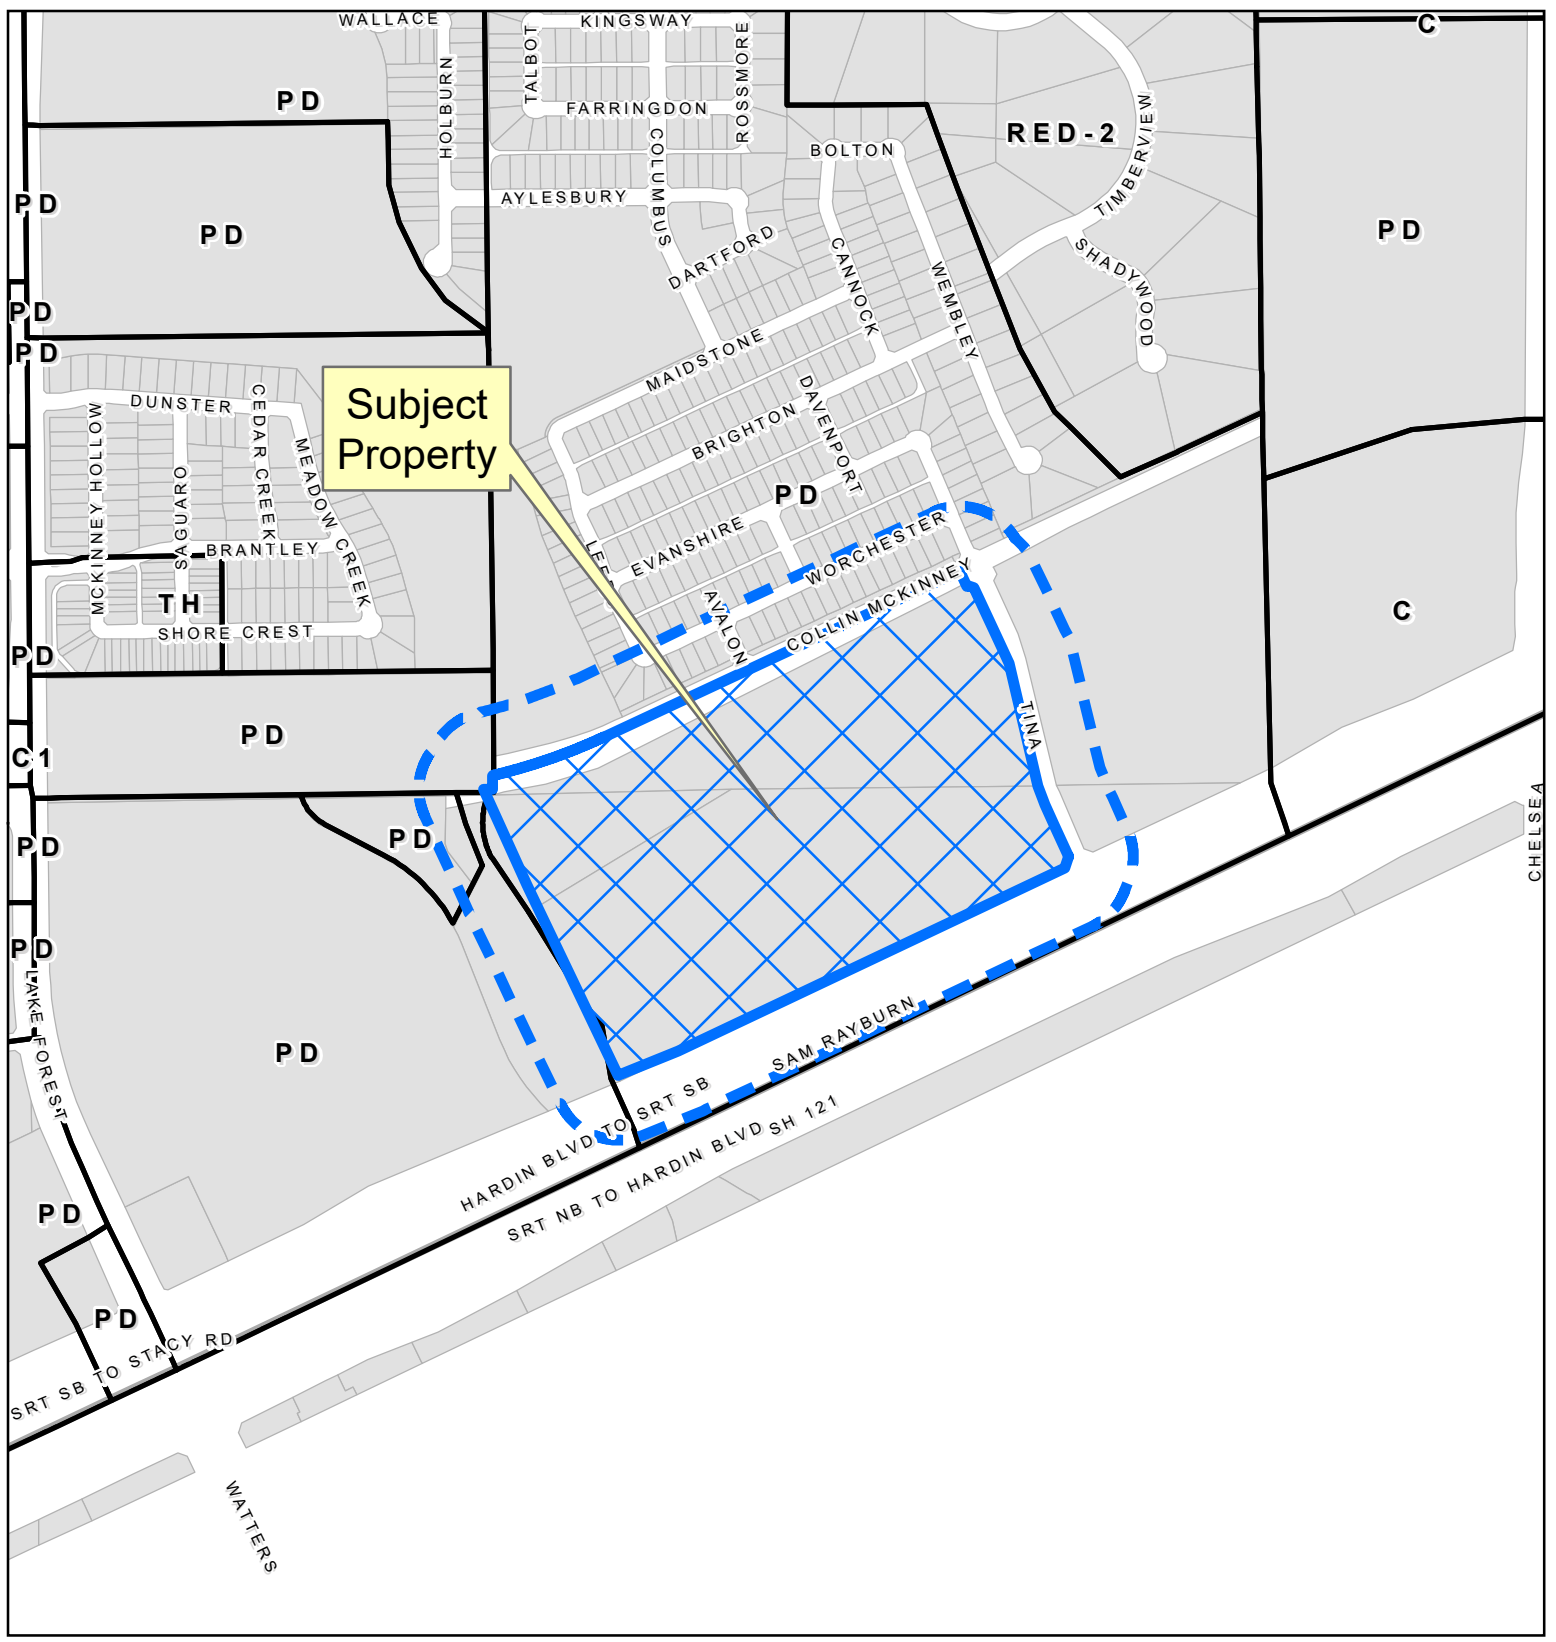 WALLACE
KINGSWAY
C
TALBOT
ROSSMORE
HOLBURN
PD
FARRINGDON
RED-2
TIMBERVIEW
COLUMBUS
BOLTON
AYLESBURY
PD
PD
PD
DARTFORD
CANNOCK
SHADYWOOD
WEMBLEY
PD
PD
MAIDSTONE
Subject
Property
DUNSTER
CEDAR CREEK
MCKINNEY HOLLOW
MEADOW CREEK
SAGUARO
BRIGHTON
DAVENPORT
PD
EVANSHIRE
WORCHESTER
BRANTLEY
COLLIN MCKINNEY
TH
AVALON
C
SHORE CREST
PD
PD
TINA
C1
PD
PD
CHELSEA
PD
LAKE FOREST
PD
SAM RAYBURN
HARDIN BLVD TO SRT SB
SH 121
SRT NB TO HARDIN BLVD
PD
PD
SRT SB TO STACY RD
WATTERS